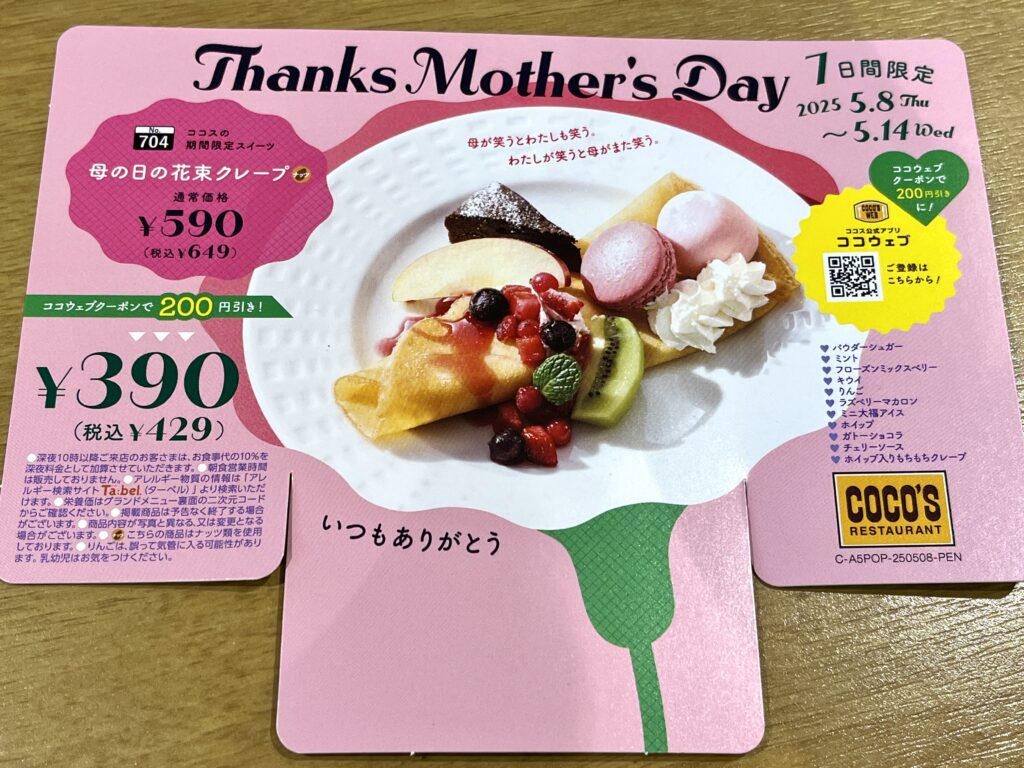 Thanks Mother's Day
7日間限定
2025 5.8 Thu
～5.14 Wed
No.
704
ココスの
期間限定スイーツ
母の日の花束クレープ ナッツ
通常価格
¥590
(税込¥649)
ココウェブクーポンで 200円引き!
¥390
(税込¥429)
●深夜10時以降ご来店のお客さまは、お食事代の10%を
深夜料金として加算させていただきます。●朝食営業時間
は販売しておりません。●アレルギー物質の情報は「アレ
ルギー検索サイトTa:bel.(ターベル)」より検索いただ
けます。●栄養価はグランドメニュー裏面の二次元コード
からご確認ください。●掲載商品は予告なく終了する場合
がございます。●商品内容が写真と異なる、又は変更となる
場合がございます。●ナッツ こちらの商品はナッツ類を使用
しております。●りんごは、誤って気管に入る可能性があり
ます。乳幼児はお気をつけください。
母が笑うとわたしも笑う。
わたしが笑うと母がまた笑う。
ココウェブ
クーポンで
200円引き
に!
COCO'S
WEB
ココス公式アプリ
ココウェブ
ご登録は
こちらから!
パウダーシュガー
ミント
フローズンミックスベリー
キウイ
りんご
ラズベリーマカロン
ミニ大福アイス
ホイップ
ガトーショコラ
チェリーソース
ホイップ入りもちもちクレープ
COCO'S
RESTAURANT
C-A5POP-250508-PEN
いつもありがとう